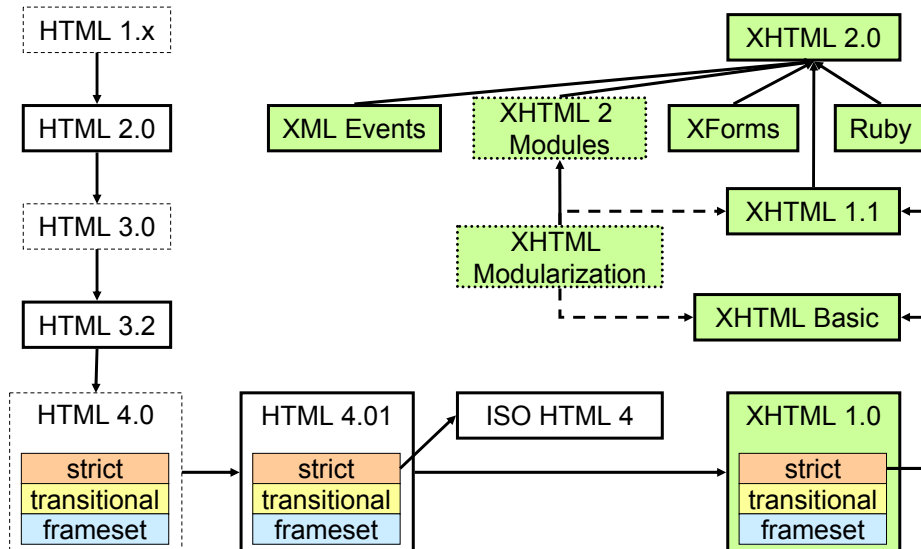 HTML 1.x
XHTML 2.0
HTML 2.0
XML Events
XHTML 2
Modules
XForms
Ruby
HTML 3.0
XHTML 1.1
XHTML
Modularization
HTML 3.2
XHTML Basic
HTML 4.0
strict
transitional
frameset
HTML 4.01
strict
transitional
frameset
ISO HTML 4
XHTML 1.0
strict
transitional
frameset